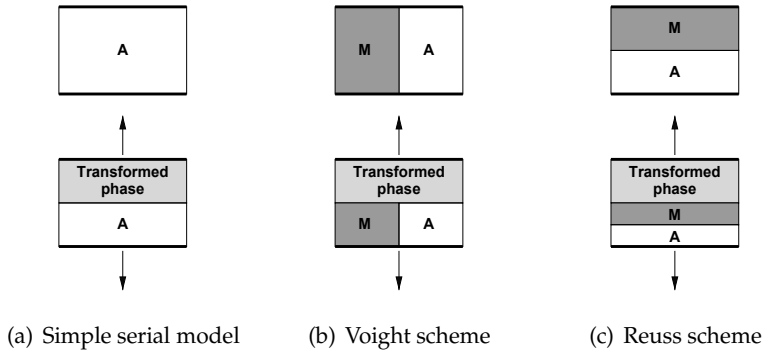 A
M A
M
A
Transformed phase
A
Transformed phase
M A
Transformed phase
M
A
(a) Simple serial model
(b) Voight scheme
(c) Reuss scheme